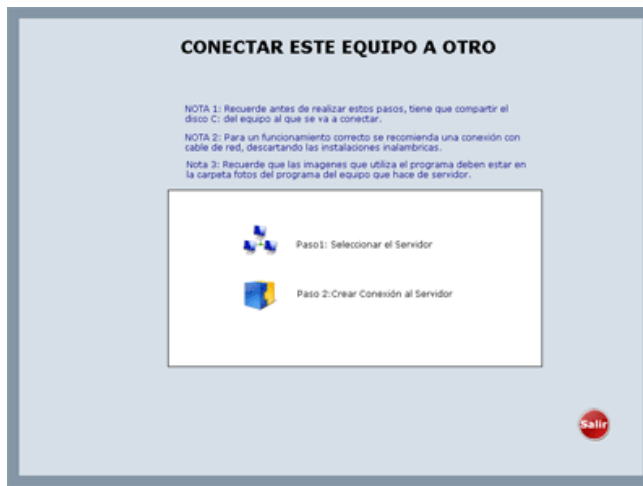 CONECTAR ESTE EQUIPO A OTRO
NOTA 1: Recuerde antes de realizar estos pasos, tiene que compartir el
disco C: del equipo al que se va a conectar.
NOTA 2: Para un funcionamiento correcto se recomienda una conexión con
cable de red, descartando las instalaciones inalambricas.
Nota 3: Recuerde que las imagenes que utiliza el programa deben estar en
la carpeta fotos del programa del equipo que hace de servidor.
Paso1: Seleccionar el Servidor
Paso 2:Crear Conexión al Servidor
Salir